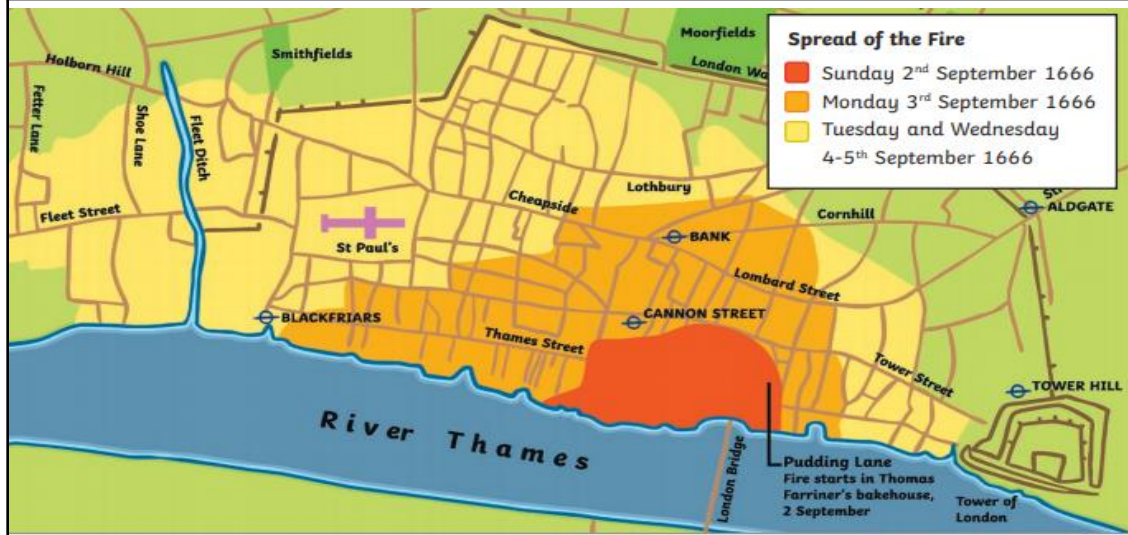 Spread of the Fire
Sunday 2nd September 1666
Monday 3rd September 1666
Tuesday and Wednesday
4-5th September 1666
Moorfields
London Wa
Smithfields
Holborn Hill
Fetter Lane
Shoe Lane
Fleet Ditch
Fleet Street
St Paul's
Cheapside
Lothbury
Cornhill
ALDGATE
BANK
Lombard Street
BLACKFRIARS
CANNON STREET
Thames Street
Tower Street
TOWER HILL
River Thames
London Bridge
Pudding Lane
Fire starts in Thomas
Farriner's bakehouse,
2 September
Tower of
London